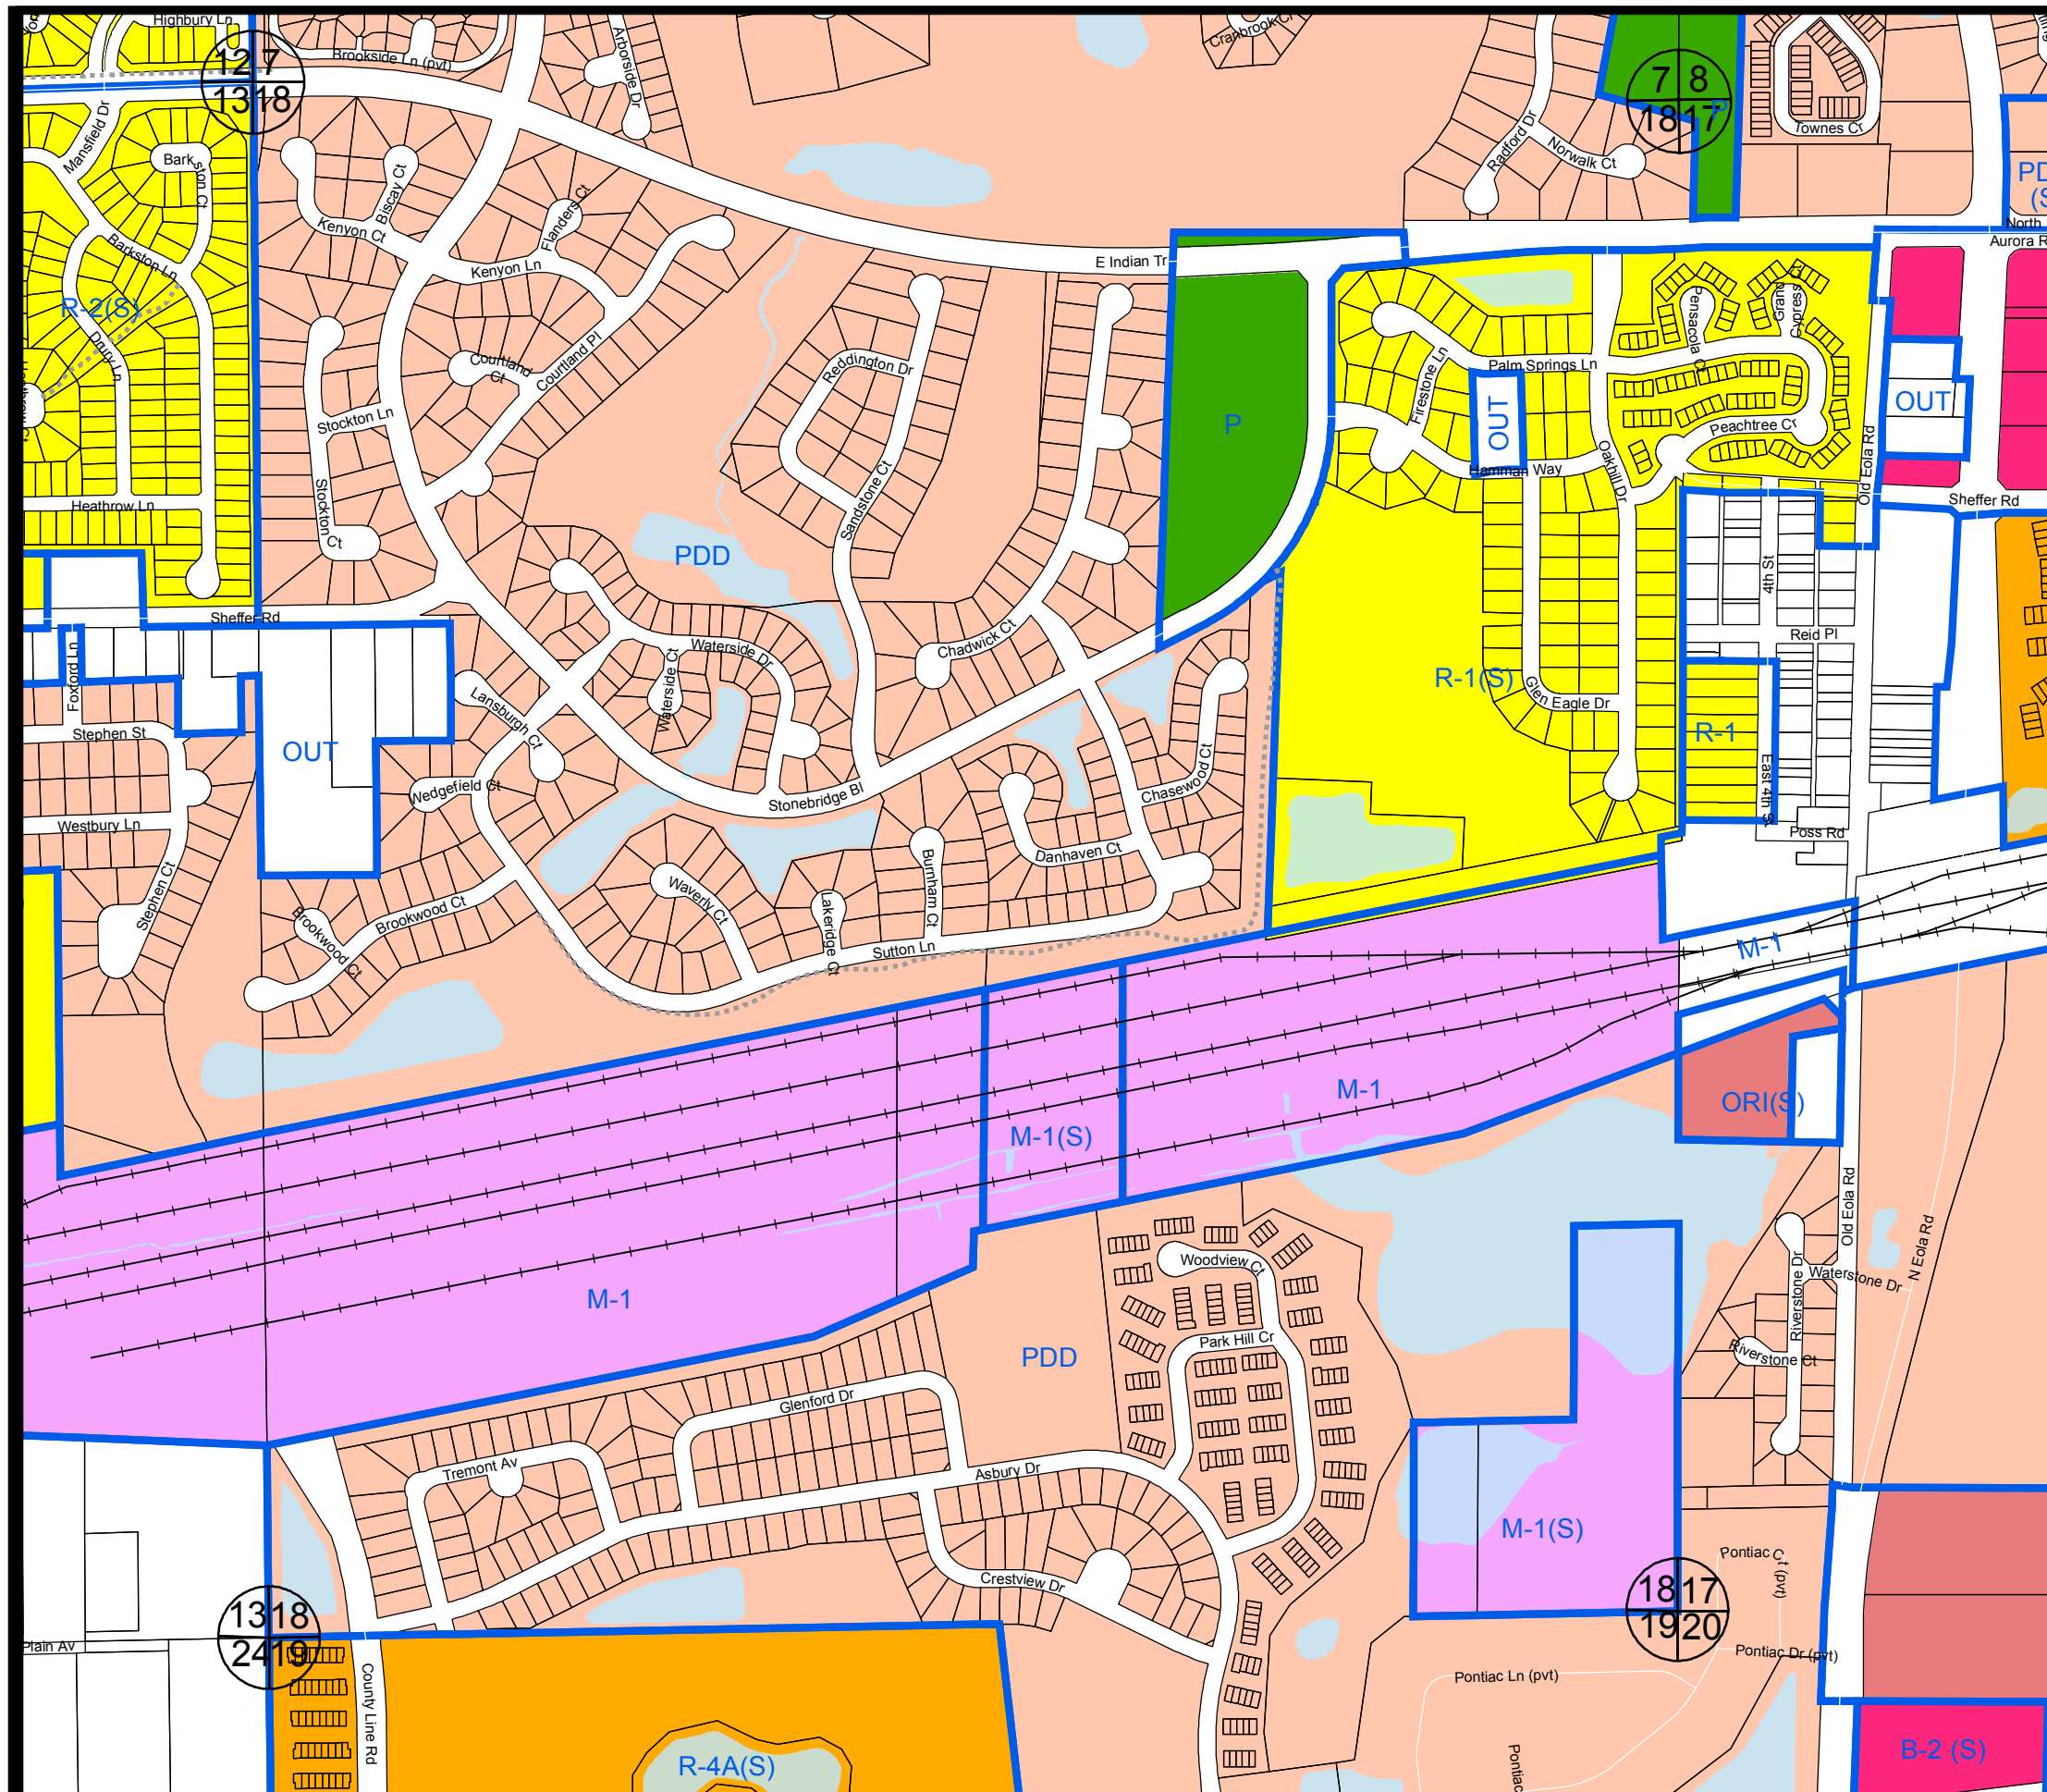 Highbury Ln
12 7
13 18
Brookside Ln (pvt)
Arborside Dr
Cranbrook Cr
7 8
18 17
P
Townes Cr
Radford Dr
Norwalk Ct
Mansfield Dr
Barkston Ct
Biscay Ct
Kenyon Ct
Flanders Ct
Kenyon Ln
Barkston Ln
R-2(S)
Drury Ln
E Indian Tr
North
Aurora R
Courtland
Ct
Courtland Pl
Reddington Dr
Stockton Ln
Stockton Ct
Sandstone Ct
P
Firestone Ln
Palm Springs Ln
OUT
Pensacola Ct
Grand
Cypress Ct
Peachtree Cr
Hamman Way
Oakhill Dr
Old Eola Rd
OUT
Sheffer Rd
Heathrow Ln
PDD
4th St
Reid Pl
Sheffer Rd
Foxford Ln
Waterside Dr
Waterside Ct
Chadwick Ct
R-1(S)
Glen Eagle Dr
R-1
East 4th St
Poss Rd
Stephen St
OUT
Lansburgh Ct
Wedgefield Ct
Stonebridge Bl
Chasewood Ct
Danhaven Ct
Westbury Ln
Stephen Ct
Brookwood Ct
Brookwood Ct
Waverly Ct
Lakeridge Ct
Burnham Ct
Sutton Ln
M-1
M-1
M-1(S)
ORI(S)
Old Eola Rd
N Eola Rd
Woodview Ct
Waterstone Dr
Riverstone Dr
Riverstone Ct
M-1
Park Hill Cr
PDD
Glenford Dr
Tremont Av
Asbury Dr
Crestview Dr
M-1(S)
Pontiac Ct (pvt)
13 18
24 19
18 17
19 20
Plain Av
Pontiac Dr (pvt)
Pontiac Ln (pvt)
Pontiac
County Line Rd
R-4A(S)
B-2 (S)